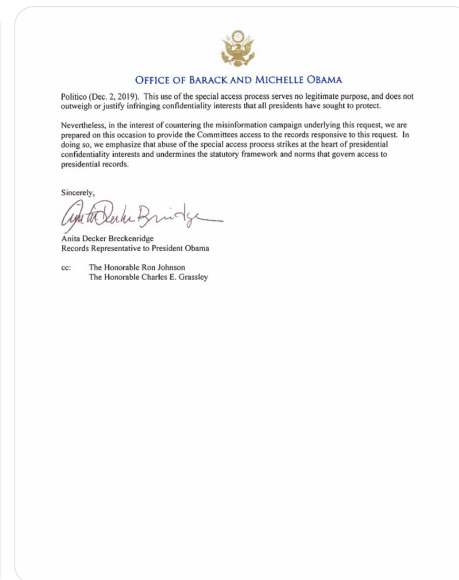 OFFICE OF BARACK AND MICHELLE OBAMA
Politico (Dec. 2, 2019). This use of the special access process serves no legitimate purpose, and does not
outweigh or justify infringing confidentiality interests that all presidents have sought to protect.
Nevertheless, in the interest of countering the misinformation campaign underlying this request, we are
prepared on this occasion to provide the Committees access to the records responsive to this request. In
doing so, we emphasize that abuse of the special access process strikes at the heart of presidential
confidentiality interests and undermines the statutory framework and norms that govern access to
presidential records.
Sincerely,
Anita Decker Breckenridge
Records Representative to President Obama
cc: The Honorable Ron Johnson
The Honorable Charles E. Grassley